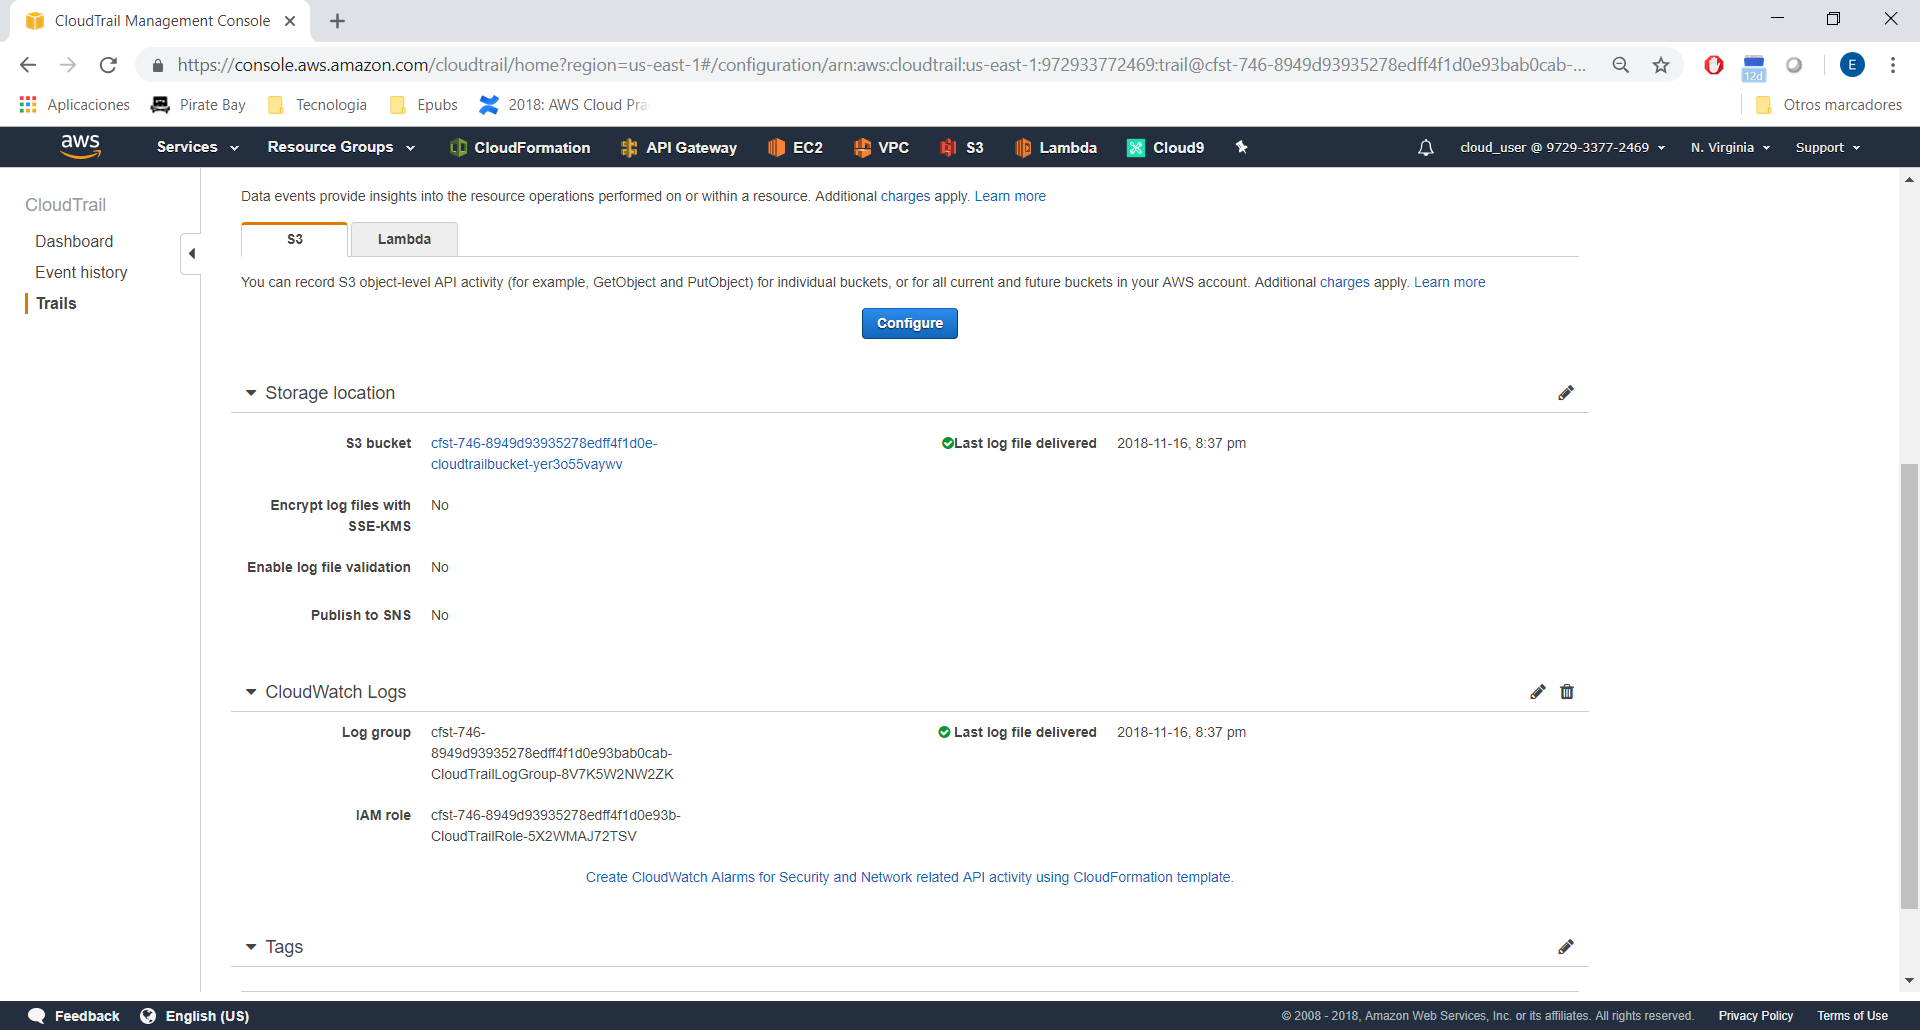 CloudTrail Management Console
https://console.aws.amazon.com/cloudtrail/home?region=us-east-1#/configuration/arn:aws:cloudtrail:us-east-1:972933772469:trail@cfst-746-8949d93935278edff4f1d0e93bab0cab-...
12d
E
Aplicaciones
Pirate Bay
Tecnologia
Epubs
2018: AWS Cloud Pra
Otros marcadores
aws
Services
Resource Groups
CloudFormation
API Gateway
EC2
VPC
S3
Lambda
Cloud9
cloud_user @ 9729-3377-2469
N. Virginia
Support
CloudTrail
Dashboard
Event history
Trails
Data events provide insights into the resource operations performed on or within a resource. Additional charges apply. Learn more
S3
Lambda
You can record S3 object-level API activity (for example, GetObject and PutObject) for individual buckets, or for all current and future buckets in your AWS account. Additional charges apply. Learn more
Configure
Storage location
S3 bucket
cfst-746-8949d93935278edff4f1d0e-
cloudtrailbucket-yer3o55vaywv
Last log file delivered
2018-11-16, 8:37 pm
Encrypt log files with
SSE-KMS
No
Enable log file validation
No
Publish to SNS
No
CloudWatch Logs
Log group
cfst-746-
8949d93935278edff4f1d0e93bab0cab-
CloudTrailLogGroup-8V7K5W2NW2ZK
Last log file delivered
2018-11-16, 8:37 pm
IAM role
cfst-746-8949d93935278edff4f1d0e93b-
CloudTrailRole-5X2WMAJ72TSV
Create CloudWatch Alarms for Security and Network related API activity using CloudFormation template.
Tags
Feedback
English (US)
© 2008 - 2018, Amazon Web Services, Inc. or its affiliates. All rights reserved.
Privacy Policy
Terms of Use